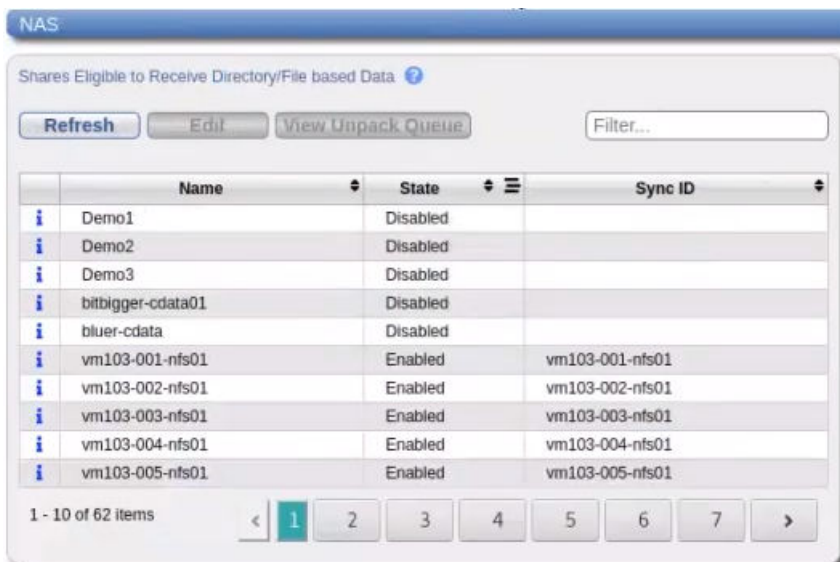 NAS
Shares Eligible to Receive Directory/File based Data ?
Refresh Edit View Unpack Queue Filter...
Name State Sync ID
i Demo1 Disabled
i Demo2 Disabled
i Demo3 Disabled
i bitbigger-cdata01 Disabled
i bluer-cdata Disabled
i vm103-001-nfs01 Enabled vm103-001-nfs01
i vm103-002-nfs01 Enabled vm103-002-nfs01
i vm103-003-nfs01 Enabled vm103-003-nfs01
i vm103-004-nfs01 Enabled vm103-004-nfs01
i vm103-005-nfs01 Enabled vm103-005-nfs01
1 - 10 of 62 items < 1 2 3 4 5 6 7 >